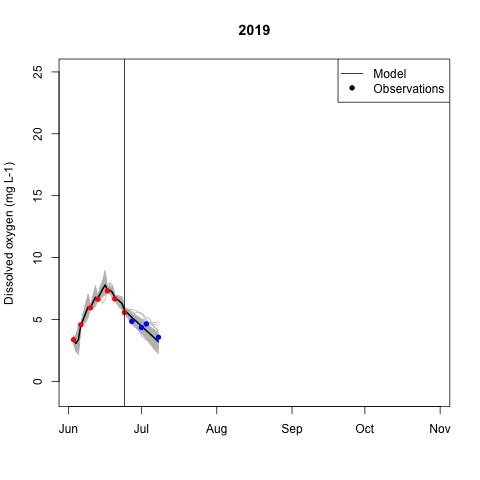 2019
Model
Observations
Dissolved oxygen (mg L-1)
25
20
15
10
5
0
Jun Jul Aug Sep Oct Nov